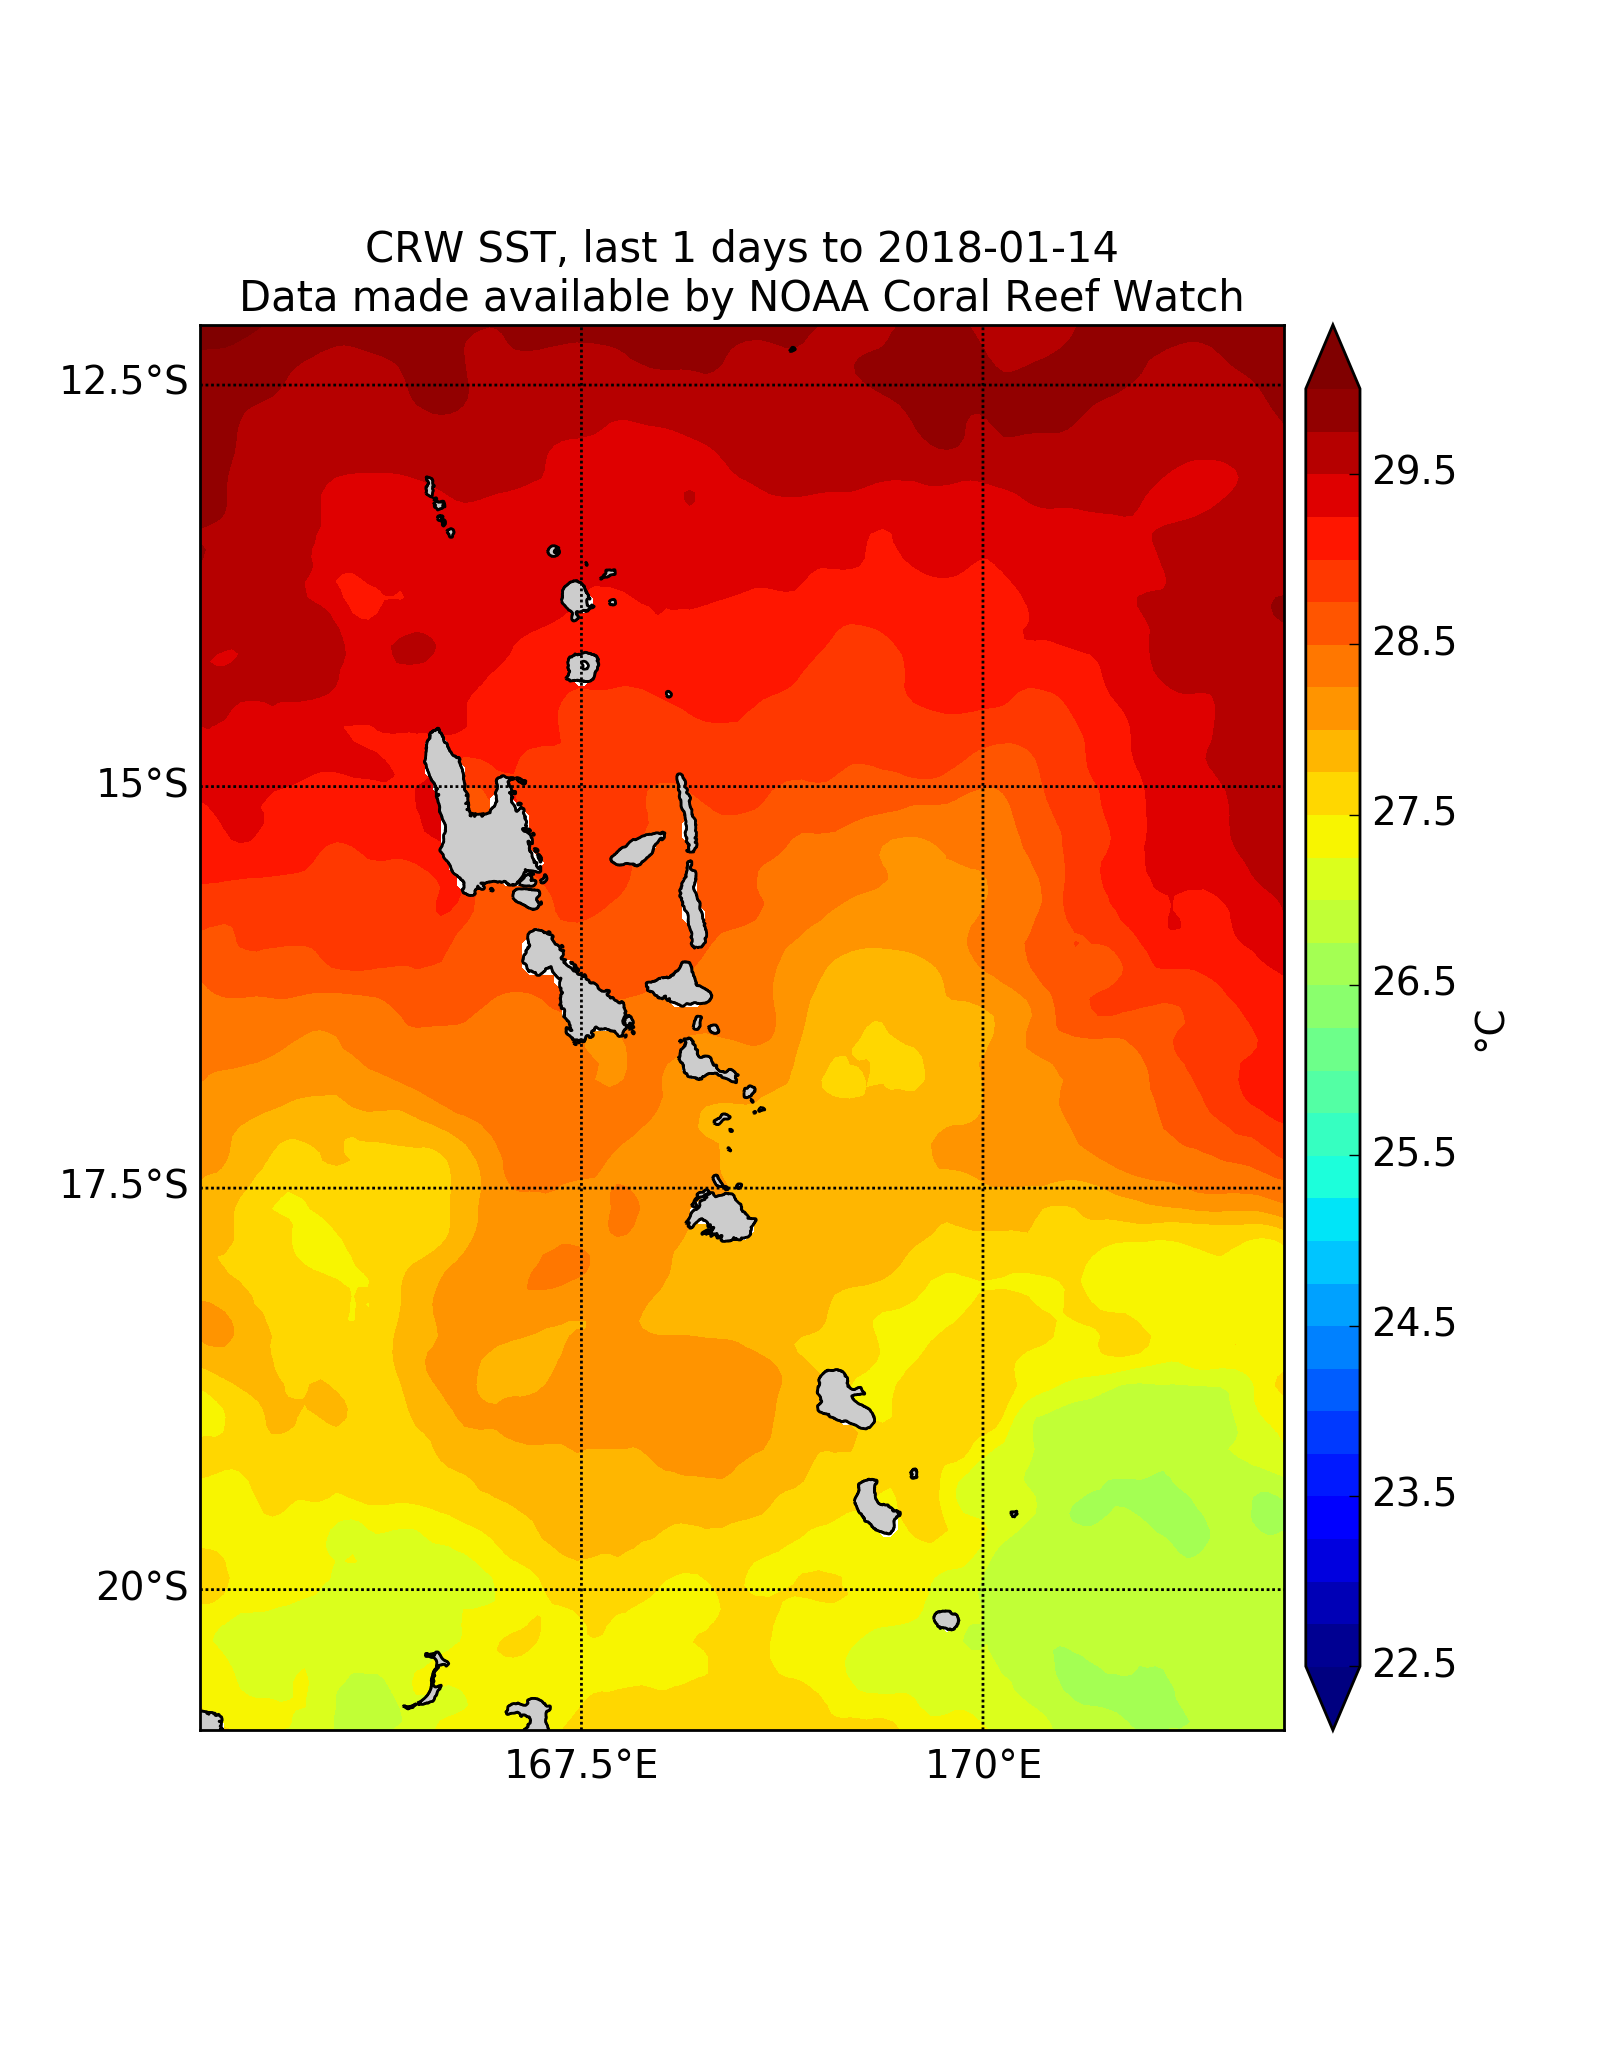 CRW SST, last 1 days to 2018-01-14
Data made available by NOAA Coral Reef Watch
12.5°S
15°S
17.5°S
20°S
167.5°E
170°E
29.5
28.5
27.5
26.5
25.5
24.5
23.5
22.5
°C